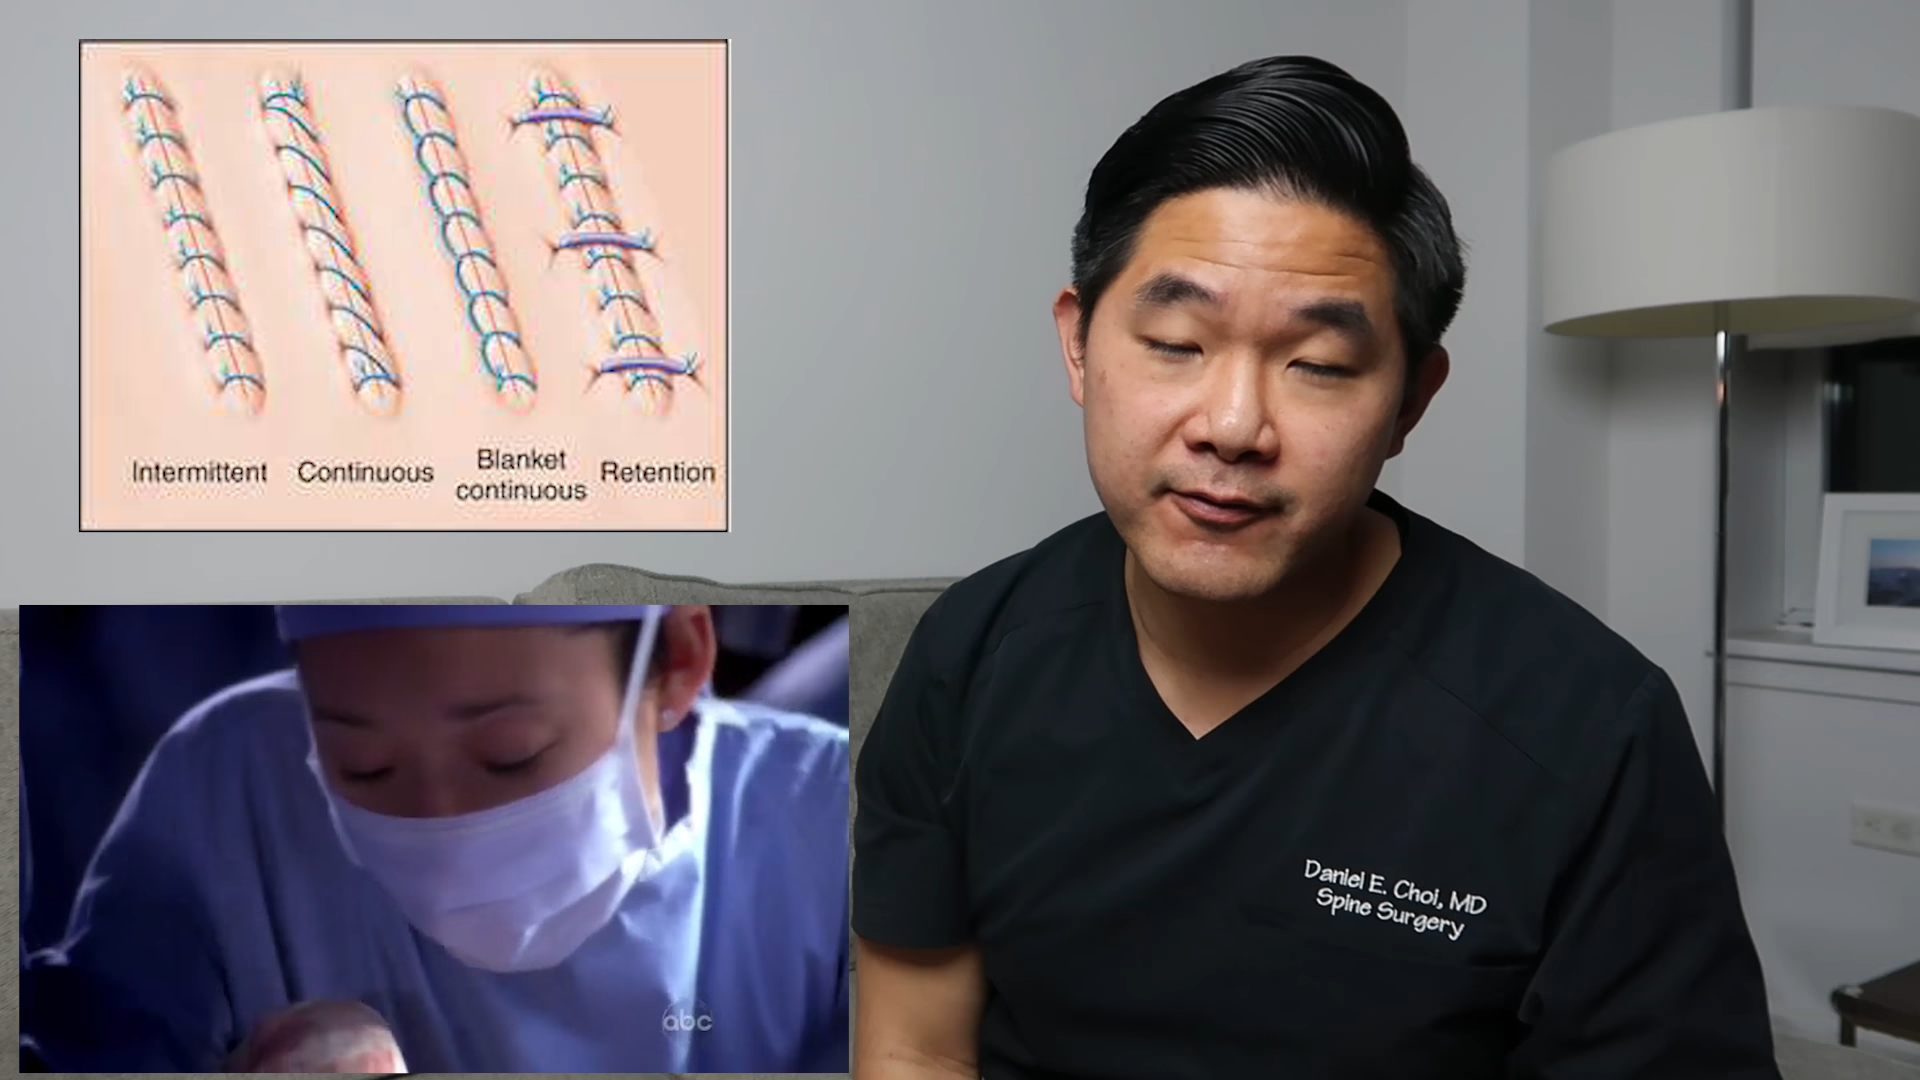 Intermittent
Continuous
Blanket
continuous
Retention
abc
Daniel E. Choi, MD
Spine Surgery